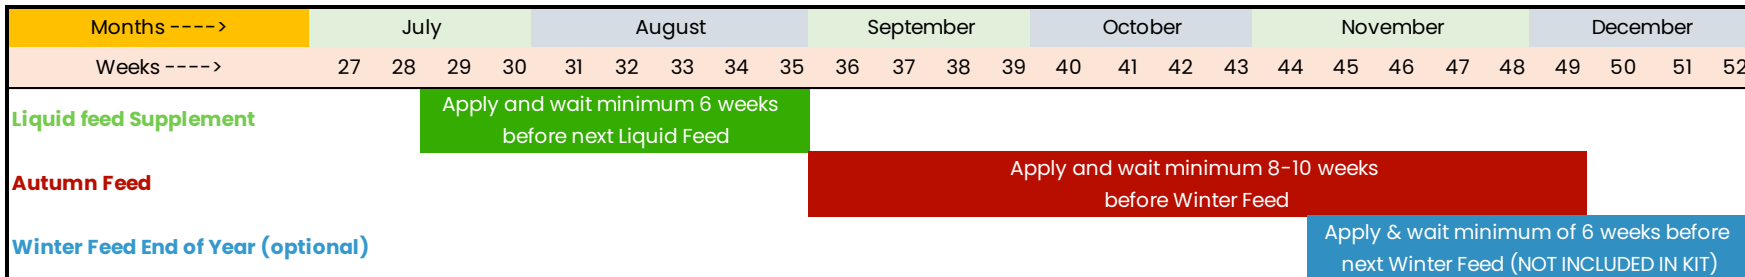 Months ----> July August September October November December
Weeks ----> 27 28 29 30 31 32 33 34 35 36 37 38 39 40 41 42 43 44 45 46 47 48 49 50 51 52
Liquid feed Supplement
Apply and wait minimum 6 weeks
before next Liquid Feed
Autumn Feed
Apply and wait minimum 8-10 weeks
before Winter Feed
Winter Feed End of Year (optional)
Apply & wait minimum of 6 weeks before
next Winter Feed (NOT INCLUDED IN KIT)